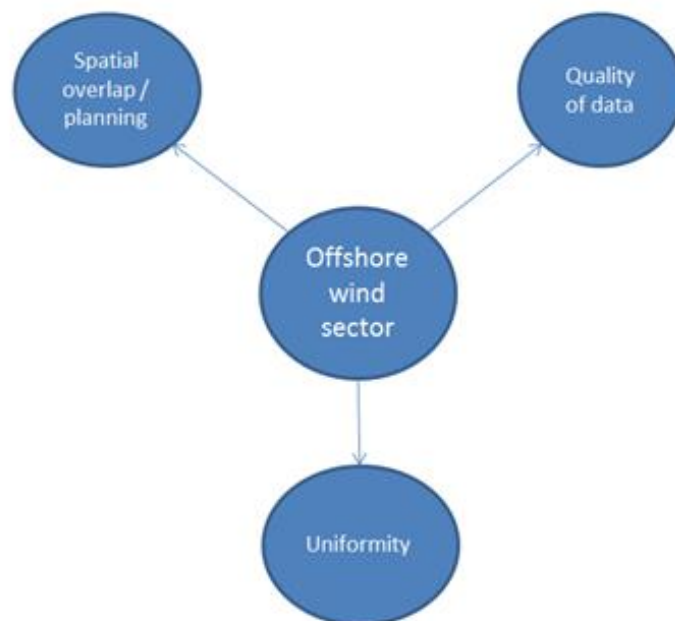 Spatial
overlap /
planning
Quality
of data
Offshore
wind
sector
Uniformity